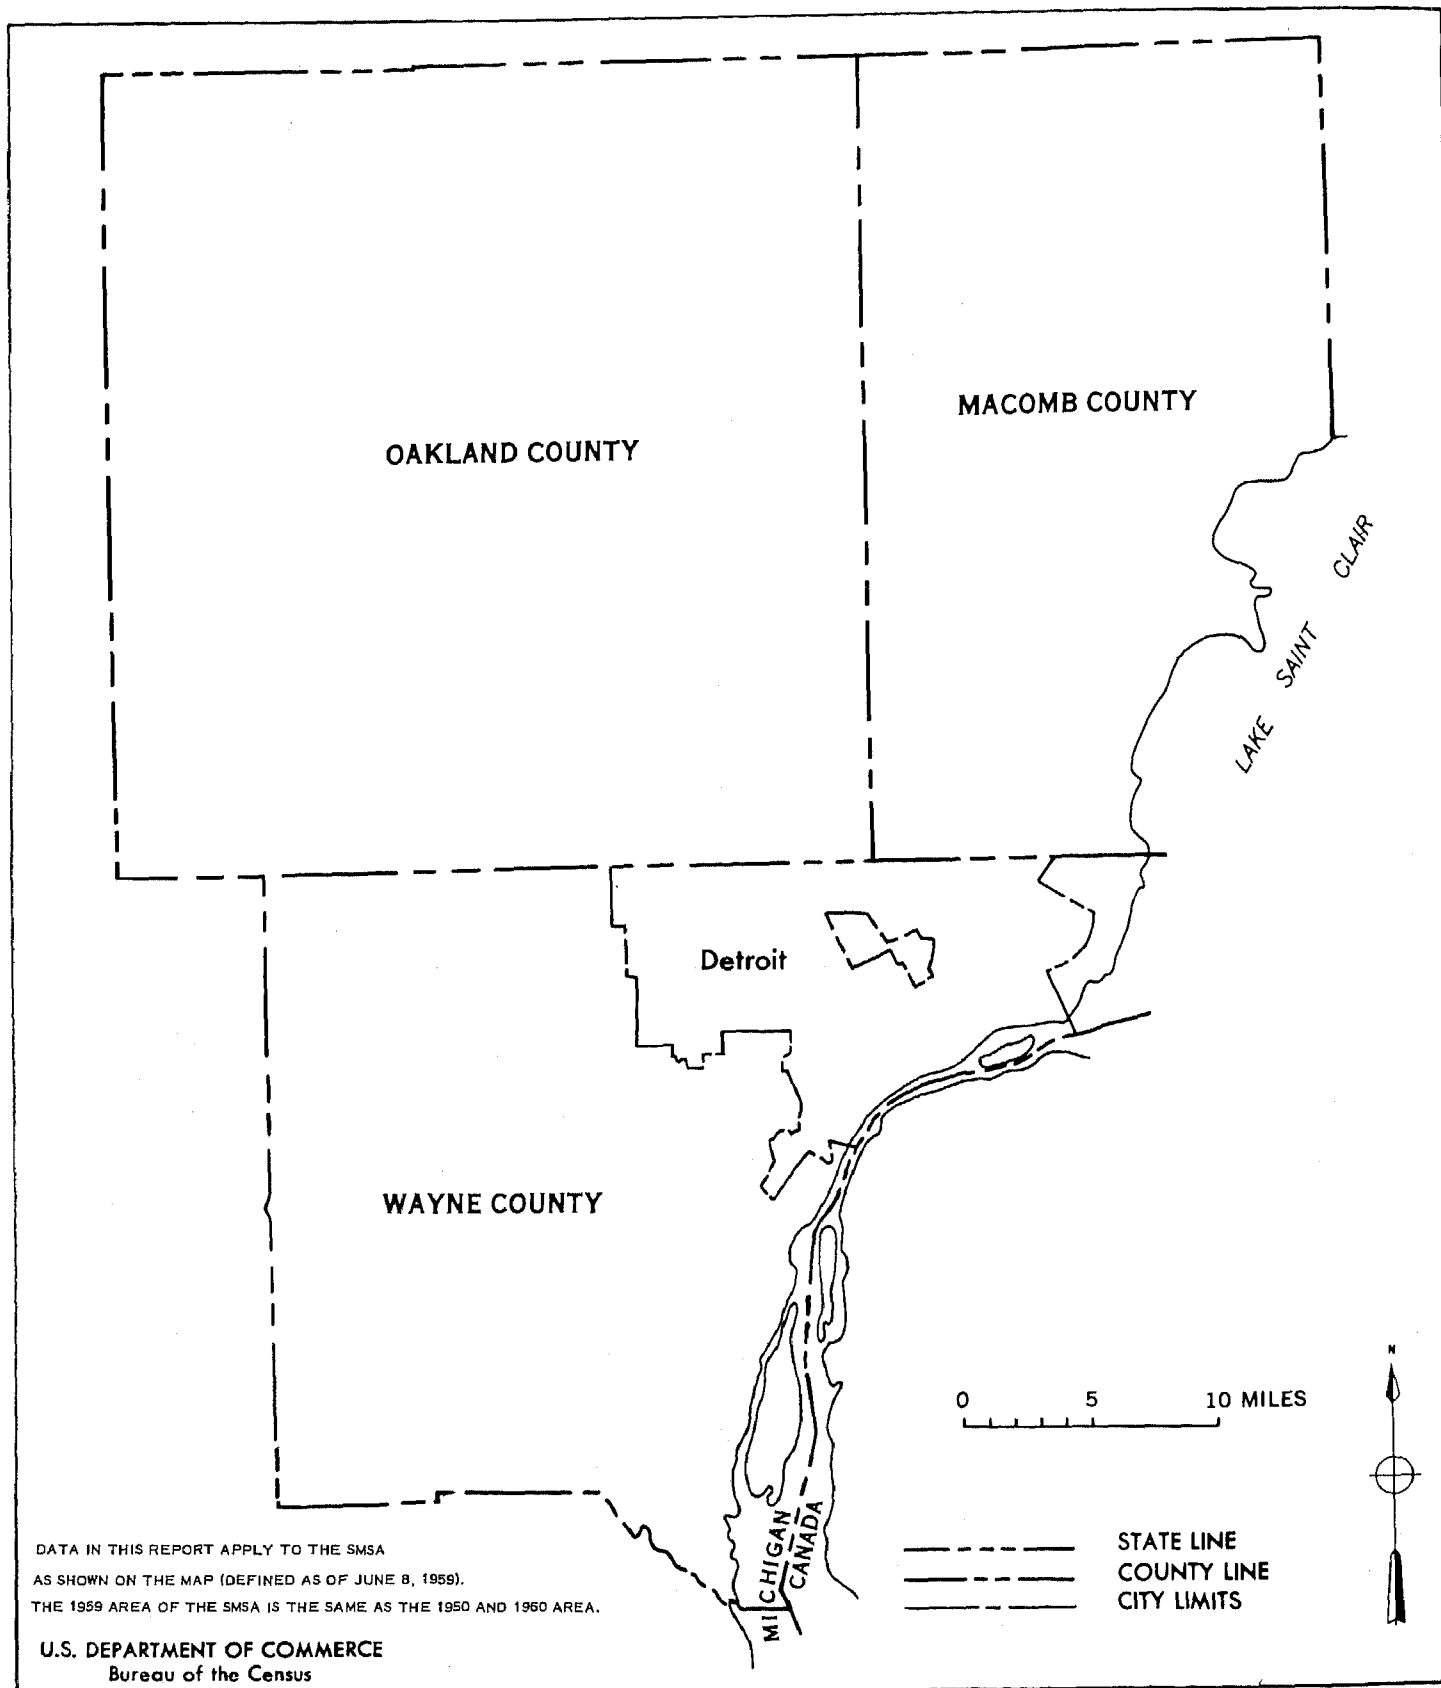 MACOMB COUNTY
OAKLAND COUNTY
LAKE SAINT CLAIR
Detroit
WAYNE COUNTY
N
0 5 10 MILES
MICHIGAN
CANADA
STATE LINE
COUNTY LINE
CITY LIMITS
DATA IN THIS REPORT APPLY TO THE SMSA
AS SHOWN ON THE MAP (DEFINED AS OF JUNE 8, 1959).
THE 1959 AREA OF THE SMSA IS THE SAME AS THE 1950 AND 1960 AREA.
U.S. DEPARTMENT OF COMMERCE
Bureau of the Census